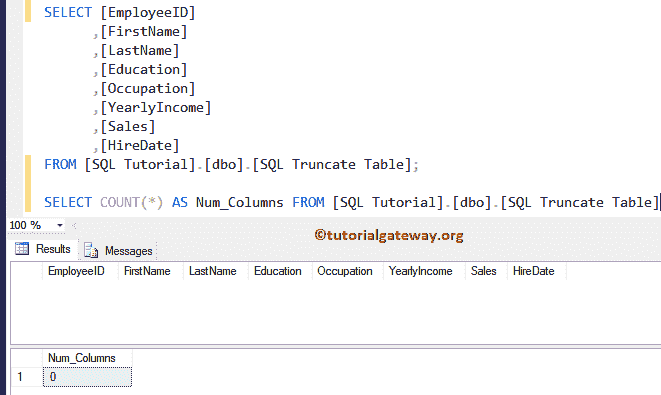 SELECT [EmployeeID]
,[FirstName]
,[LastName]
,[Education]
,[Occupation]
,[YearlyIncome]
,[Sales]
,[HireDate]
FROM [SQL Tutorial].[dbo].[SQL Truncate Table];
SELECT COUNT(*) AS Num_Columns FROM [SQL Tutorial].[dbo].[SQL Truncate Table]
100 %
©tutorialgateway.org
Results Messages
EmployeeID FirstName LastName Education Occupation YearlyIncome Sales HireDate
Num_Columns
1 0